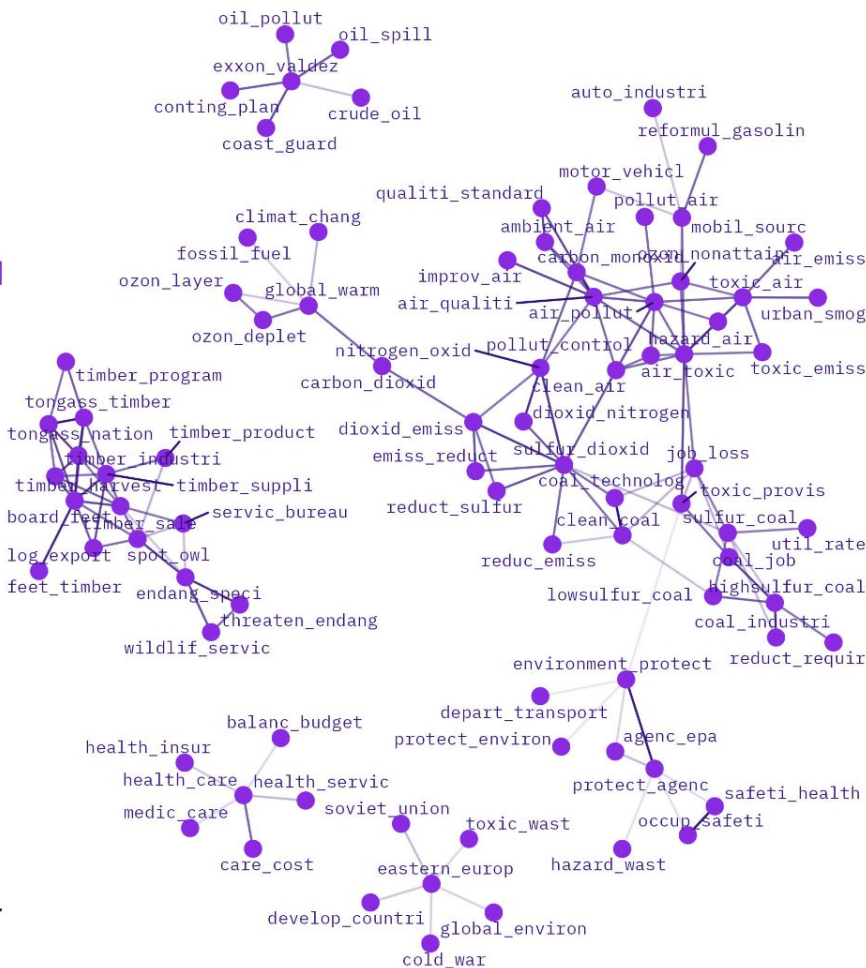 oil_pollut
oil_spill
exxon_valdez
conting_plan
crude_oil
coast_guard
auto_industri
reformul_gasolin
motor_vehicl
qualiti_standard
pollut_air
climat_chang
ambient_air
mobil_sourc
fossil_fuel
carbon_monoxid
ozon_nonattain
air_emiss
improv_air
toxic_air
ozon_layer
global_warm
air_qualiti
air_pollut
urban_smog
ozon_deplet
nitrogen_oxid
pollut_control
hazard_air
carbon_dioxid
clean_air
air_toxic
toxic_emiss
timber_program
tongass_timber
dioxid_nitrogen
tongass_nation
timber_product
dioxid_emiss
timber_industri
emiss_reduct
sulfur_dioxid
job_loss
timber_harvest
timber_suppli
coal_technolog
toxic_provis
reduct_sulfur
board_feet
timber_sale
servic_bureau
clean_coal
sulfur_coal
util_rate
log_export
spot_owl
reduc_emiss
coal_job
feet_timber
endang_speci
lowsulfur_coal
highsulfur_coal
threaten_endang
coal_industri
wildlif_servic
reduct_requir
environment_protect
depart_transport
balanc_budget
protect_environ
agenc_epa
health_insur
health_care
health_servic
protect_agenc
safeti_health
medic_care
soviet_union
toxic_wast
occup_safeti
care_cost
eastern_europ
hazard_wast
develop_countri
global_environ
cold_war